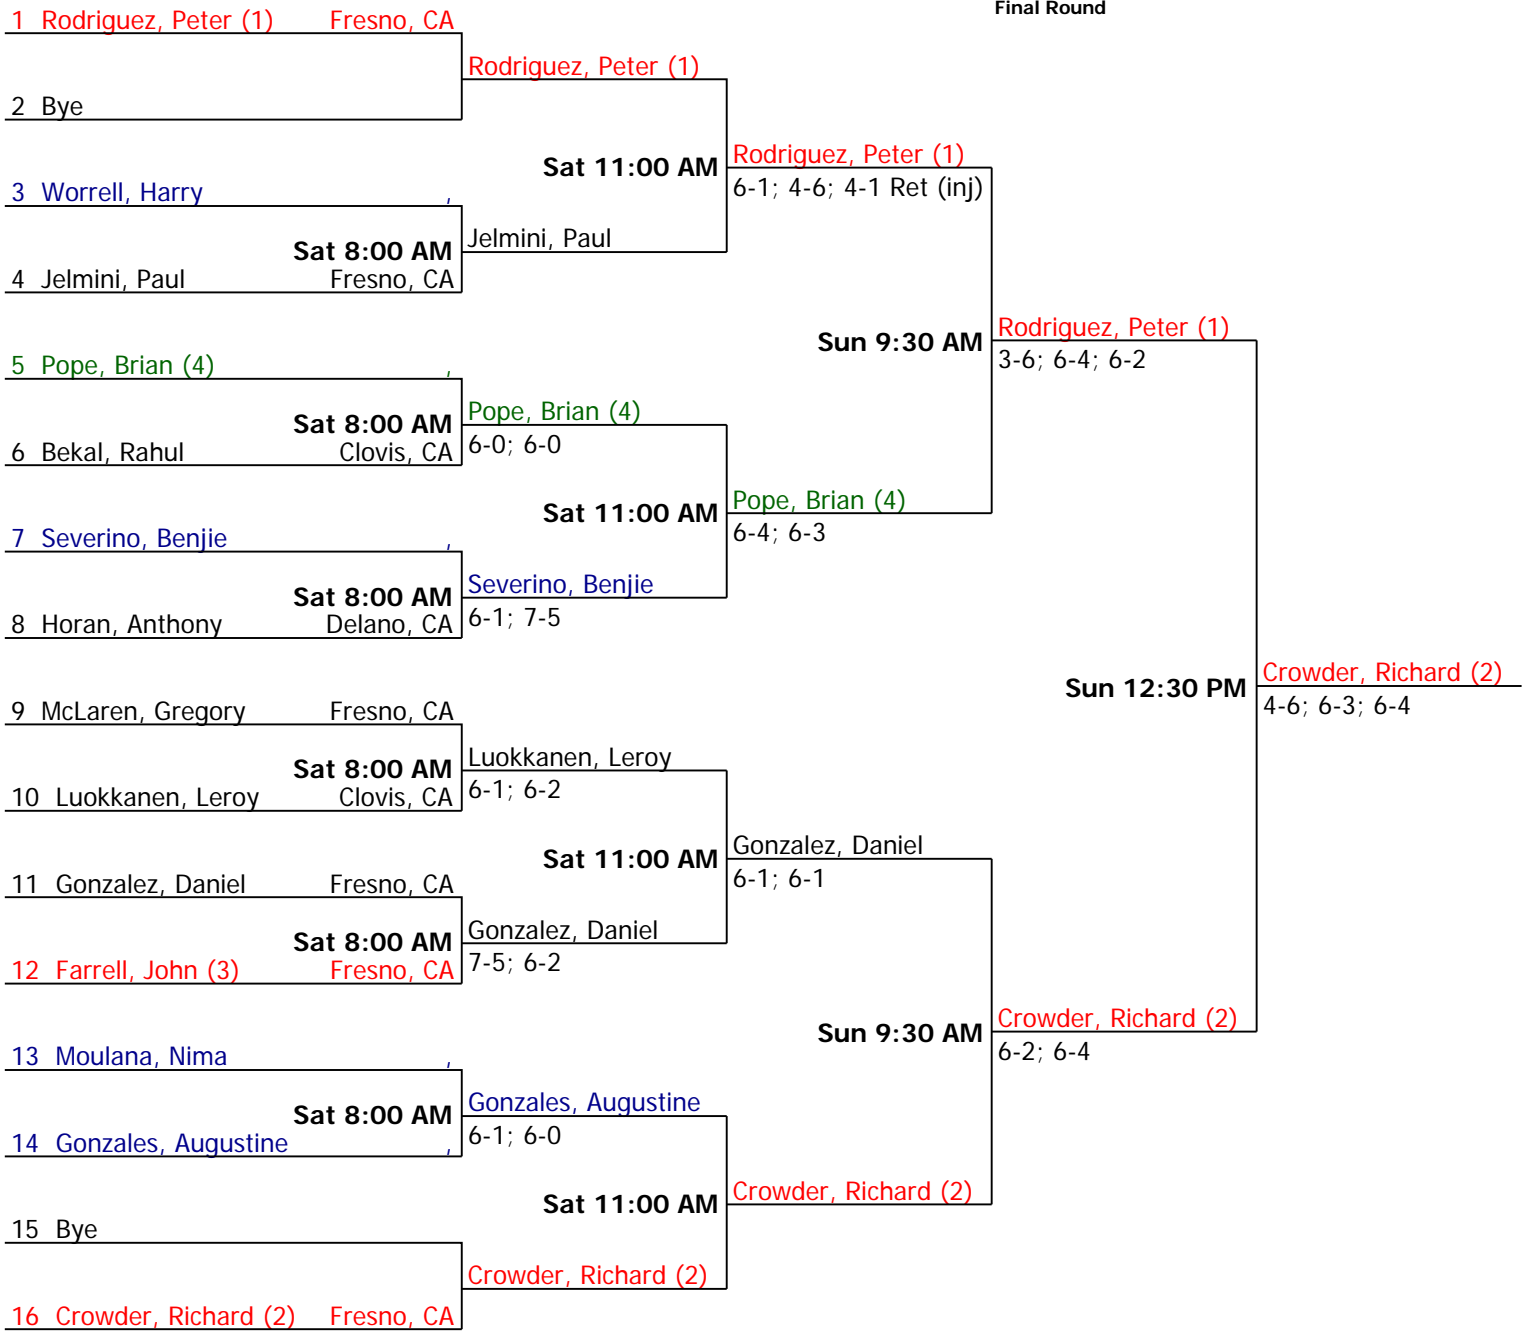 Final Round
1 Rodriguez, Peter (1) Fresno, CA
Rodriguez, Peter (1)
2 Bye
Sat 11:00 AM
Rodriguez, Peter (1)
6-1; 4-6; 4-1 Ret (inj)
3 Worrell, Harry ,
Sat 8:00 AM
Jelmini, Paul
4 Jelmini, Paul Fresno, CA
Sun 9:30 AM
Rodriguez, Peter (1)
3-6; 6-4; 6-2
5 Pope, Brian (4) ,
Sat 8:00 AM
Pope, Brian (4)
6-0; 6-0
6 Bekal, Rahul Clovis, CA
Sat 11:00 AM
Pope, Brian (4)
6-4; 6-3
7 Severino, Benjie ,
Sat 8:00 AM
Severino, Benjie
6-1; 7-5
8 Horan, Anthony Delano, CA
Sun 12:30 PM
Crowder, Richard (2)
4-6; 6-3; 6-4
9 McLaren, Gregory Fresno, CA
Sat 8:00 AM
Luokkanen, Leroy
6-1; 6-2
10 Luokkanen, Leroy Clovis, CA
Sat 11:00 AM
Gonzalez, Daniel
6-1; 6-1
11 Gonzalez, Daniel Fresno, CA
Sat 8:00 AM
Gonzalez, Daniel
7-5; 6-2
12 Farrell, John (3) Fresno, CA
Sun 9:30 AM
Crowder, Richard (2)
6-2; 6-4
13 Moulana, Nima ,
Sat 8:00 AM
Gonzales, Augustine
6-1; 6-0
14 Gonzales, Augustine ,
Sat 11:00 AM
Crowder, Richard (2)
15 Bye
Crowder, Richard (2)
16 Crowder, Richard (2) Fresno, CA